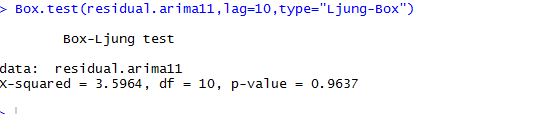 > Box.test(residual.arima11,lag=10,type="Ljung-Box")
Box-Ljung test
data: residual.arima11
X-squared = 3.5964, df = 10, p-value = 0.9637
>